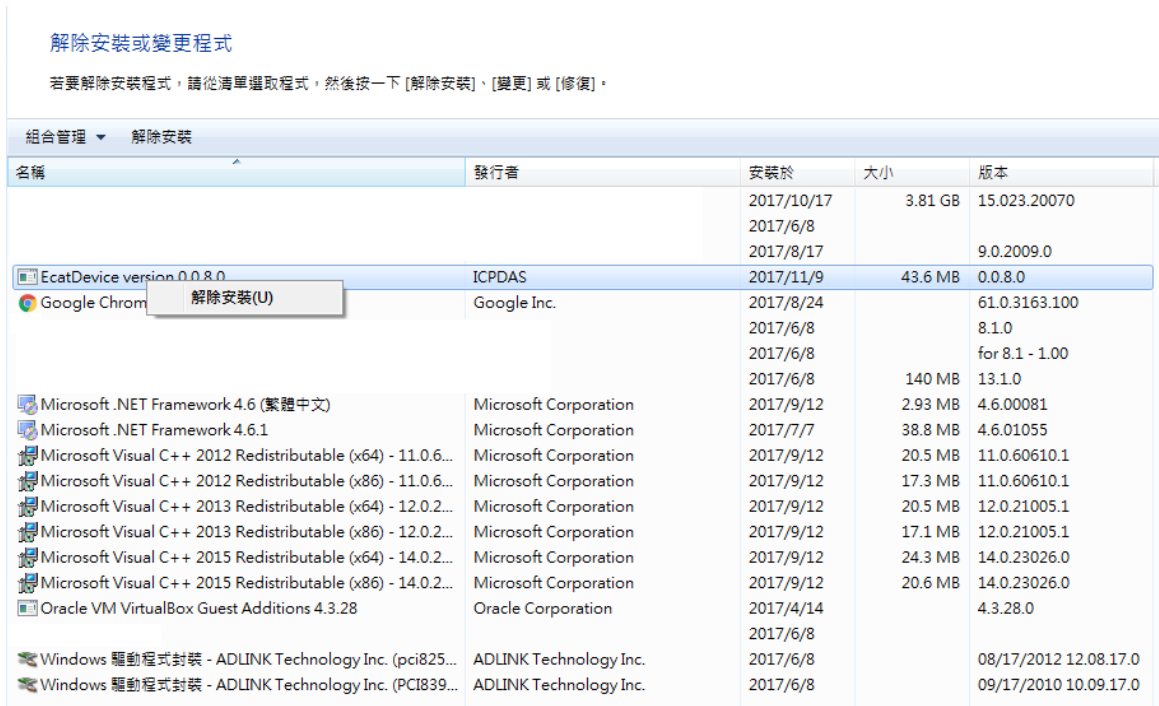 解除安裝或變更程式
若要解除安裝程式，請從清單選取程式，然後按一下 [解除安裝]、[變更] 或 [修復]。
組合管理 解除安裝
名稱 發行者 安裝於 大小 版本
2017/10/17 3.81 GB 15.023.20070
2017/6/8
2017/8/17 9.0.2009.0
EcatDevice version 0.0.8.0 ICPDAS 2017/11/9 43.6 MB 0.0.8.0
解除安裝(U)
Google Chrom Google Inc. 2017/8/24 61.0.3163.100
2017/6/8 8.1.0
2017/6/8 for 8.1 - 1.00
2017/6/8 140 MB 13.1.0
Microsoft .NET Framework 4.6 (繁體中文) Microsoft Corporation 2017/9/12 2.93 MB 4.6.00081
Microsoft .NET Framework 4.6.1 Microsoft Corporation 2017/7/7 38.8 MB 4.6.01055
Microsoft Visual C++ 2012 Redistributable (x64) - 11.0.6... Microsoft Corporation 2017/9/12 20.5 MB 11.0.60610.1
Microsoft Visual C++ 2012 Redistributable (x86) - 11.0.6... Microsoft Corporation 2017/9/12 17.3 MB 11.0.60610.1
Microsoft Visual C++ 2013 Redistributable (x64) - 12.0.2... Microsoft Corporation 2017/9/12 20.5 MB 12.0.21005.1
Microsoft Visual C++ 2013 Redistributable (x86) - 12.0.2... Microsoft Corporation 2017/9/12 17.1 MB 12.0.21005.1
Microsoft Visual C++ 2015 Redistributable (x64) - 14.0.2... Microsoft Corporation 2017/9/12 24.3 MB 14.0.23026.0
Microsoft Visual C++ 2015 Redistributable (x86) - 14.0.2... Microsoft Corporation 2017/9/12 20.6 MB 14.0.23026.0
Oracle VM VirtualBox Guest Additions 4.3.28 Oracle Corporation 2017/4/14 4.3.28.0
2017/6/8
Windows 驅動程式封裝 - ADLINK Technology Inc. (pci825... ADLINK Technology Inc. 2017/6/8 08/17/2012 12.08.17.0
Windows 驅動程式封裝 - ADLINK Technology Inc. (PCI839... ADLINK Technology Inc. 2017/6/8 09/17/2010 10.09.17.0